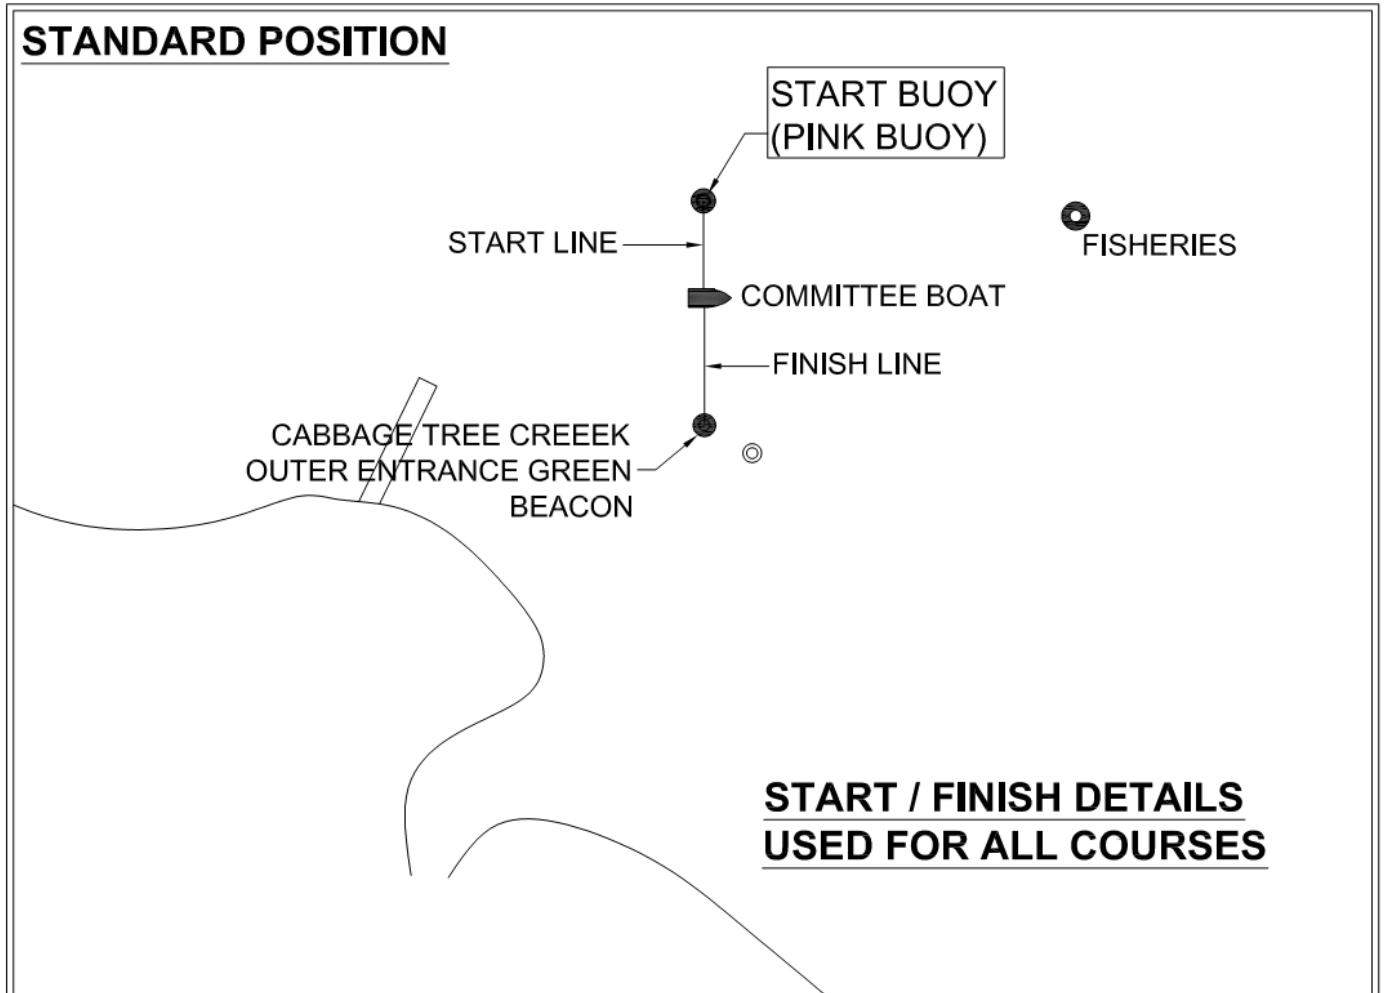 STANDARD POSITION
START BUOY
(PINK BUOY)
START LINE
FISHERIES
COMMITTEE BOAT
FINISH LINE
CABBAGE TREE CREEEK
OUTER ENTRANCE GREEN
BEACON
START / FINISH DETAILS
USED FOR ALL COURSES